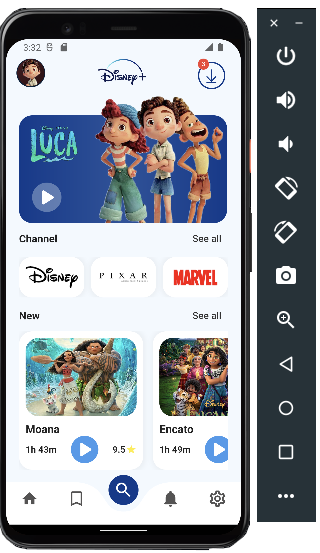 3:32
3
Disney+
LUCA
Channel
See all
Disney
PIXAR
MARVEL
New
See all
Moana
1h 43m
9.5
Encato
1h 49m